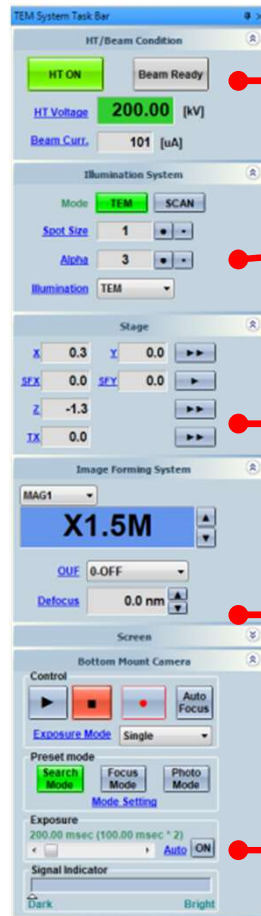 TEM System Task Bar
HT/Beam Condition
HT ON Beam Ready
HT Voltage 200.00 [kV]
Beam Curr. 101 [uA]
Illumination System
Mode TEM SCAN
Spot Size 1
Alpha 3
Illumination TEM
Stage
X 0.3 Y 0.0
SFX 0.0 SFY 0.0
Z -1.3
TX 0.0
Image Forming System
MAG1
X1.5M
OUF 0-OFF
Defocus 0.0 nm
Screen
Bottom Mount Camera
Control
Auto Focus
Exposure Mode Single
Preset mode
Search Mode Focus Mode Photo Mode
Mode Setting
Exposure
200.00 msec (100.00 msec * 2)
Auto ON
Signal Indicator
Dark Bright